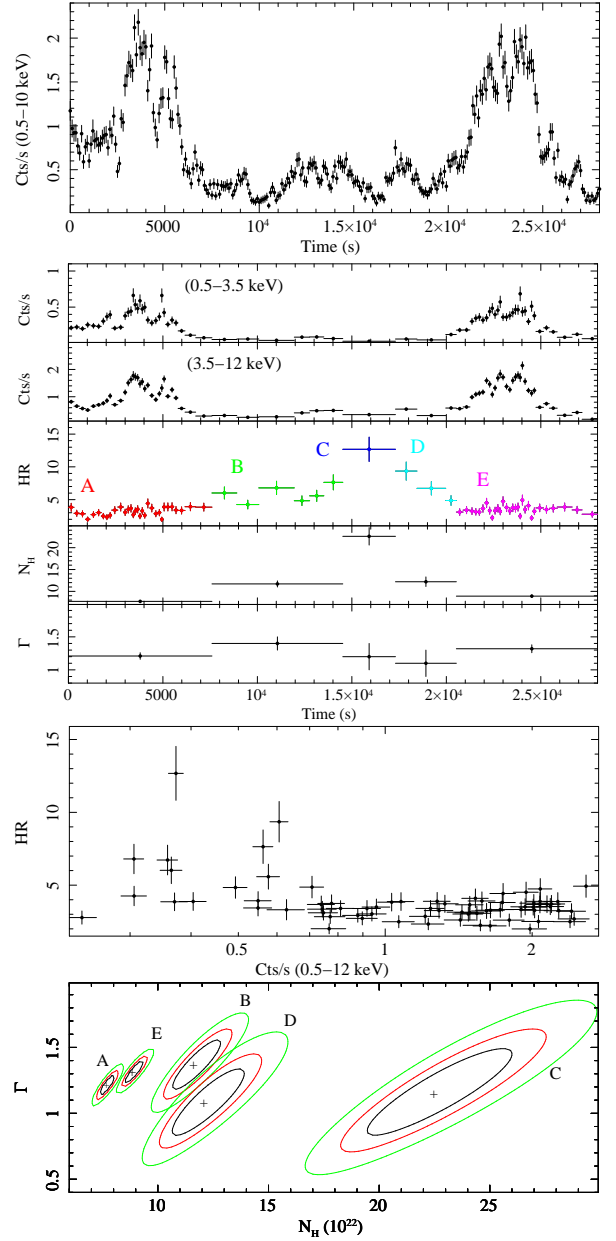 Cts/s (0.5–10 keV)
2
1.5
1
0.5
0 5000 10⁴ 1.5×10⁴ 2×10⁴ 2.5×10⁴
Time (s)
Cts/s
1
0.5
(0.5–3.5 keV)
Cts/s
2
1
(3.5–12 keV)
HR
15
10
5
A B C D E
N_H
20
10
Γ
1.5
1
0 5000 10⁴ 1.5×10⁴ 2×10⁴ 2.5×10⁴
Time (s)
HR
15
10
5
0.5 1 2
Cts/s (0.5–12 keV)
Γ
1.5
1
0.5
A E B D C
10 15 20 25
N_H (10²²)